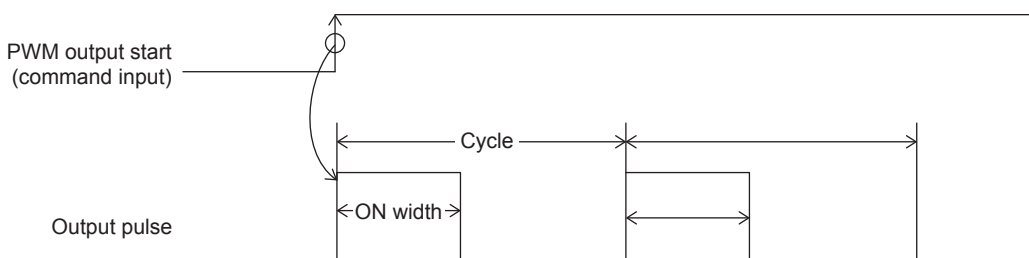 PWM output start
(command input)
Cycle
ON width
Output pulse